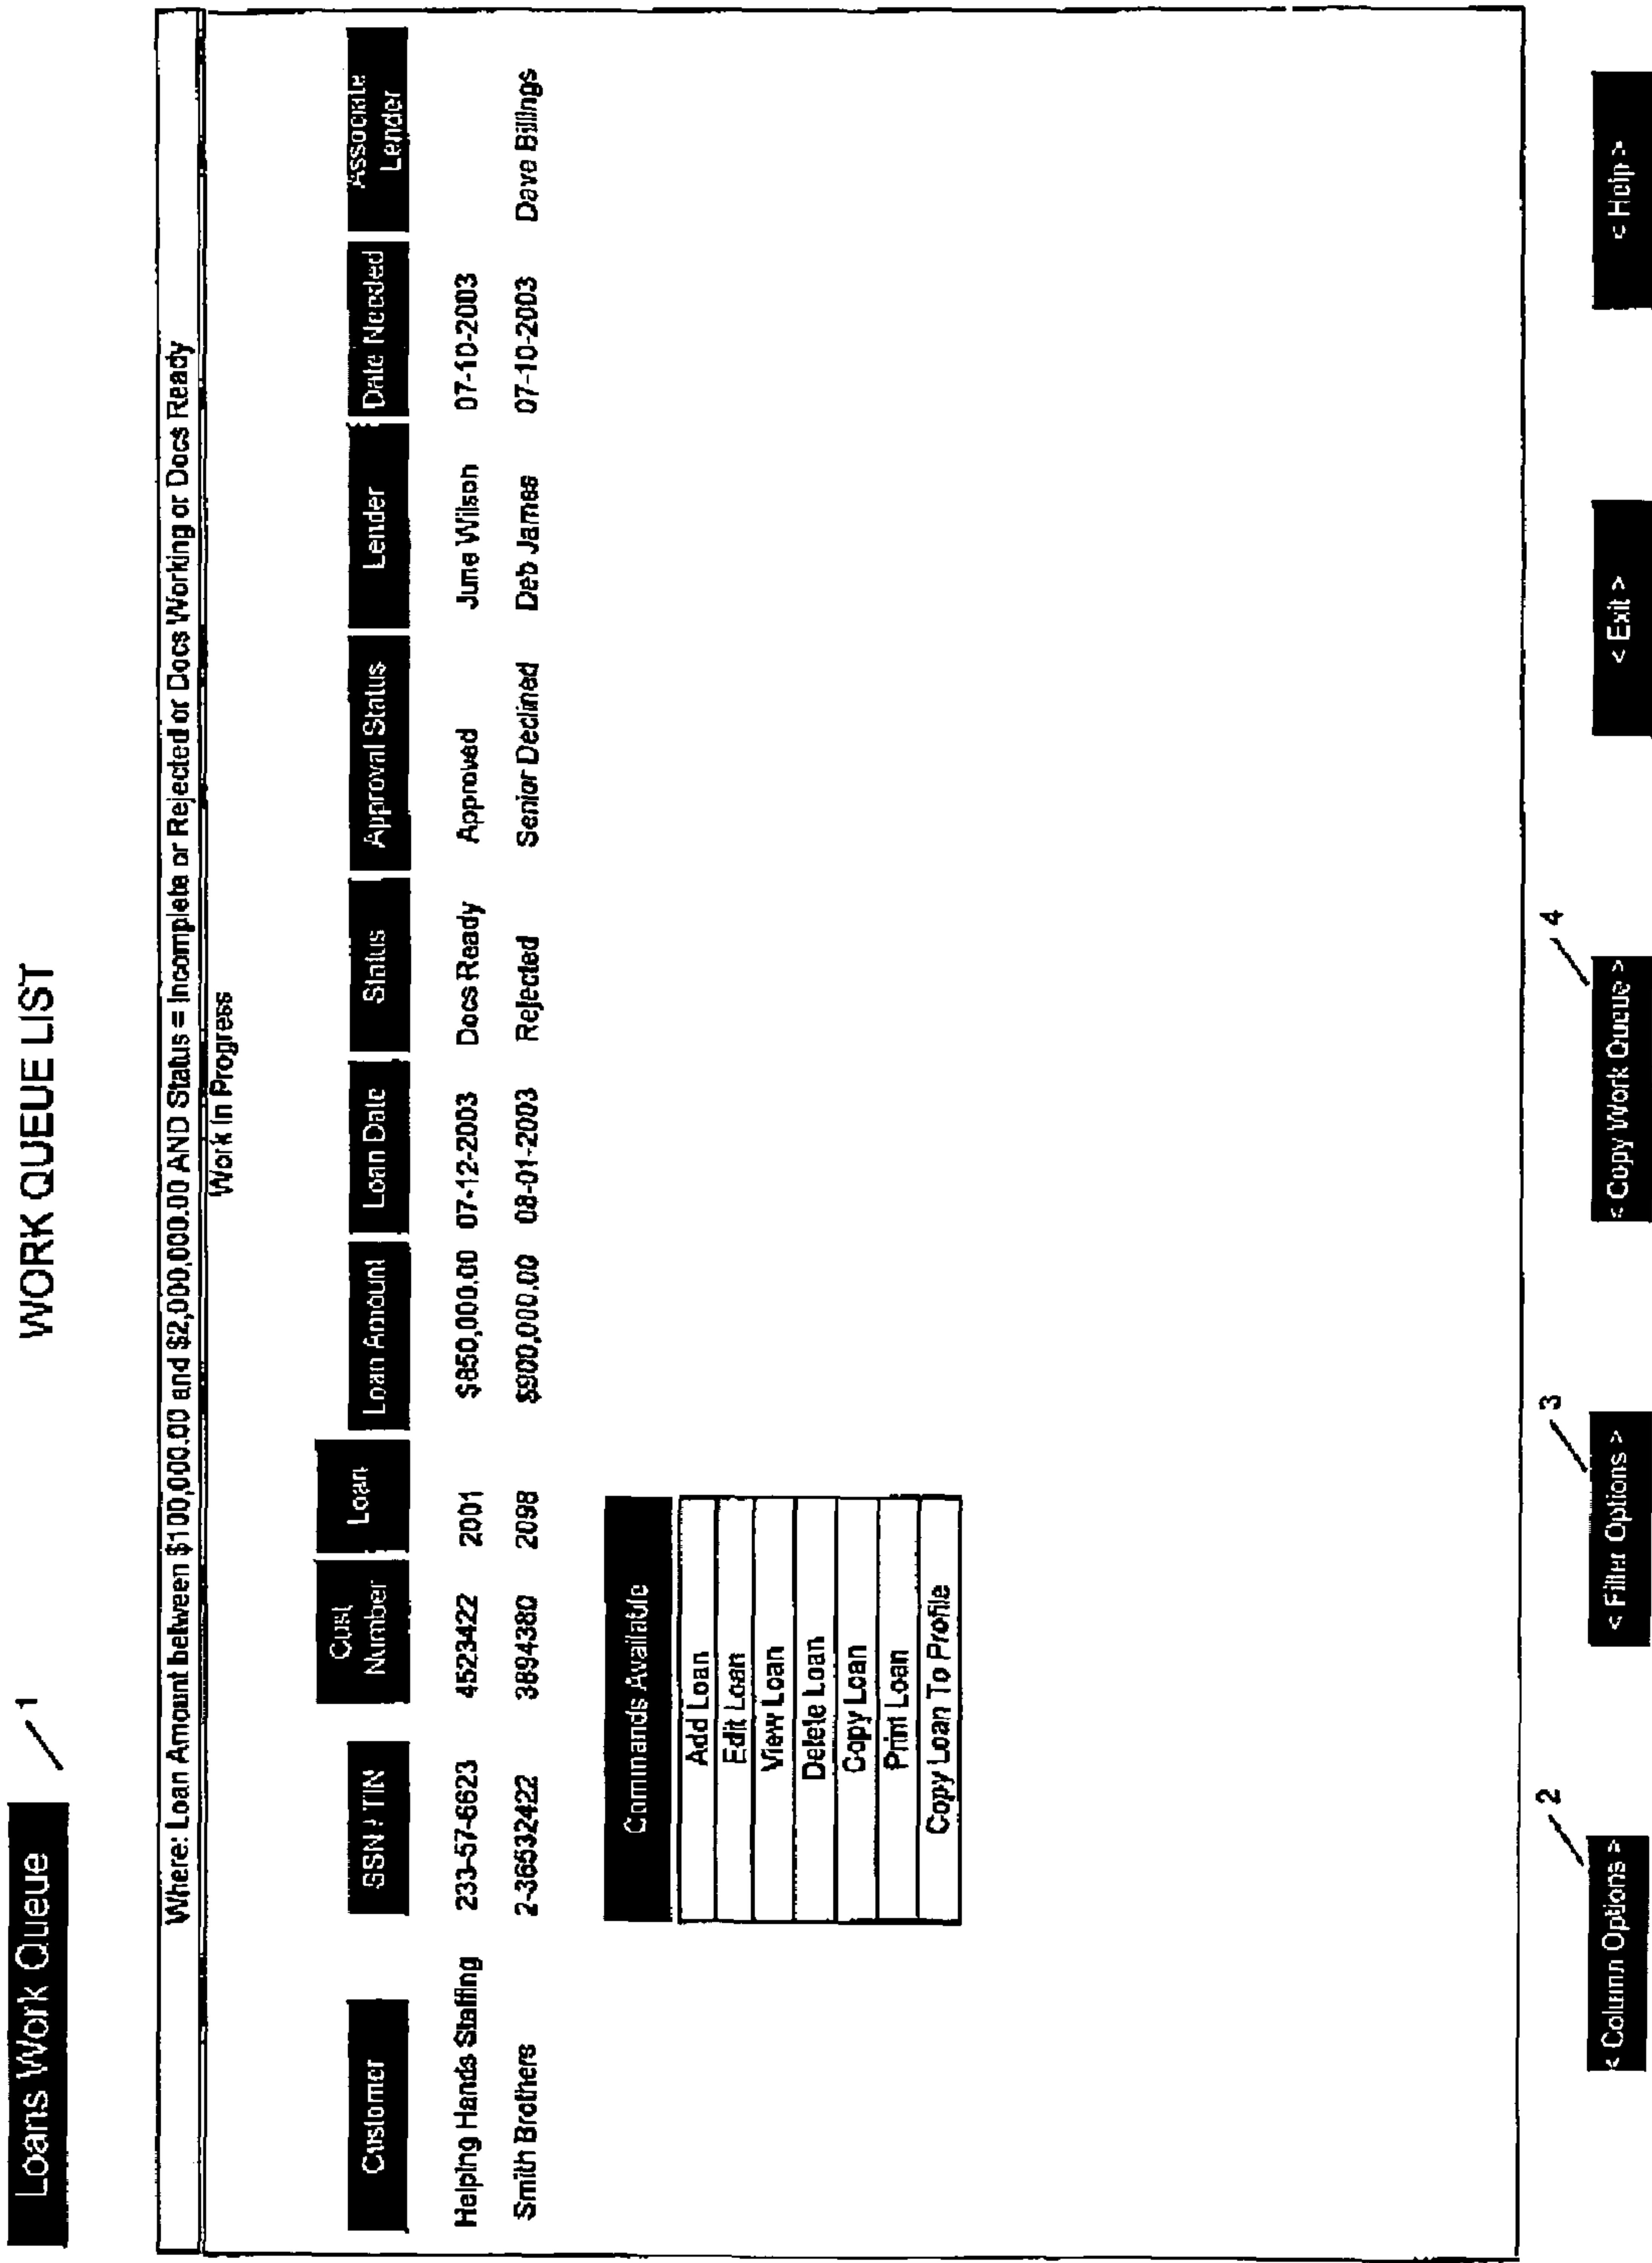 Loans Work Queue
1
WORK QUEUE LIST
Where: Loan Amount between $100,000.00 and $2,000,000.00 AND Status = Incomplete or Rejected or Docs Working or Docs Ready
Work In Progress
Customer SSN / TIN Cust Number Loan Loan Amount Loan Date Status Approval Status Lender Date Needed Associate Lender
Helping Hands Staffing 233-57-6623 4523422 2001 $850,000.00 07-12-2003 Docs Ready Approved June Wilson 07-10-2003
Smith Brothers 2-36532422 3894380 2098 $900,000.00 08-01-2003 Rejected Senior Declined Deb James 07-10-2003 Dave Billings
Commands Available
Add Loan
Edit Loan
View Loan
Delete Loan
Copy Loan
Print Loan
Copy Loan To Profile
2 3 4
< Column Options > < Filter Options > < Copy Work Queue > < Exit > < Help >